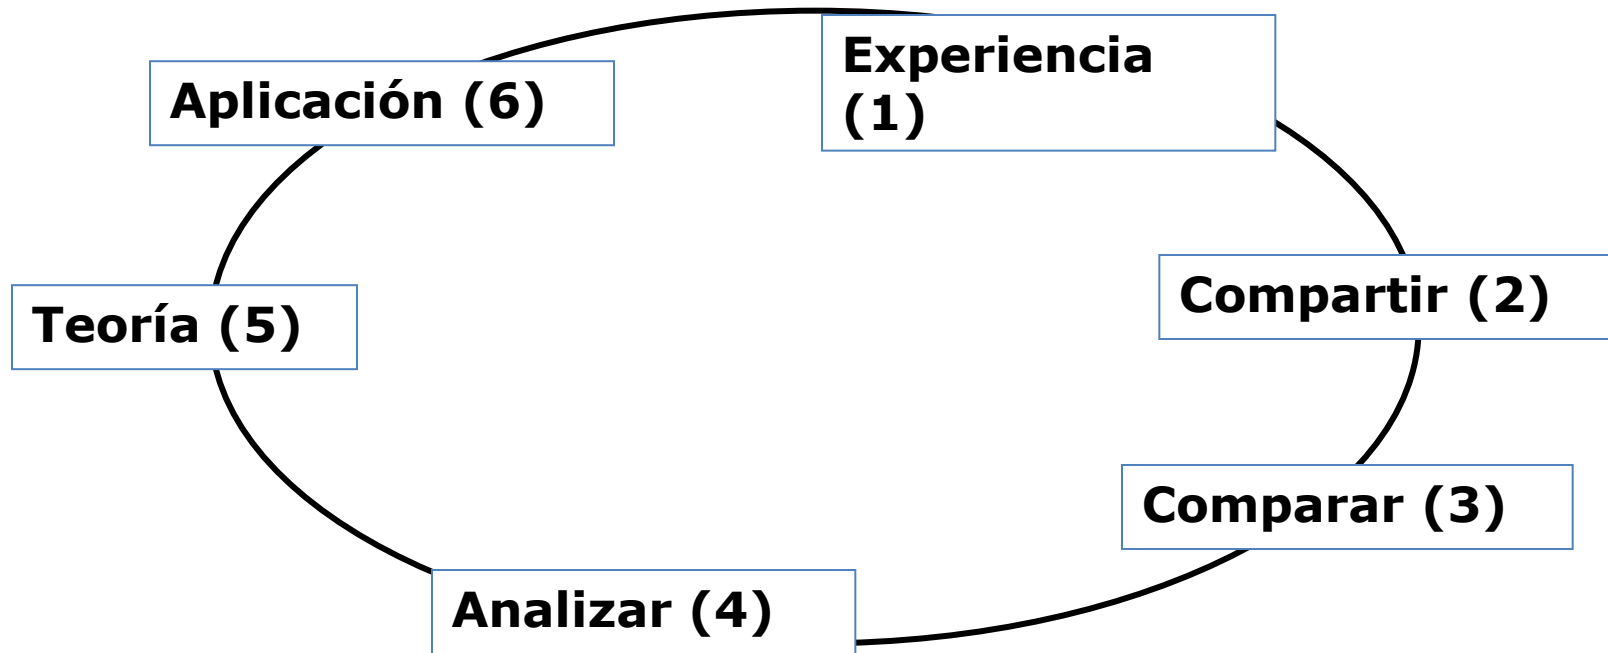 Experiencia
(1)
Aplicación (6)
Compartir (2)
Teoría (5)
Comparar (3)
Analizar (4)